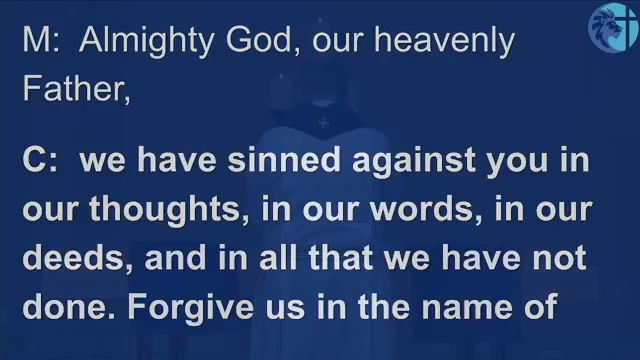 M:  Almighty God, our heavenly
Father,
C:  we have sinned against you in
our thoughts, in our words, in our
deeds, and in all that we have not
done. Forgive us in the name of